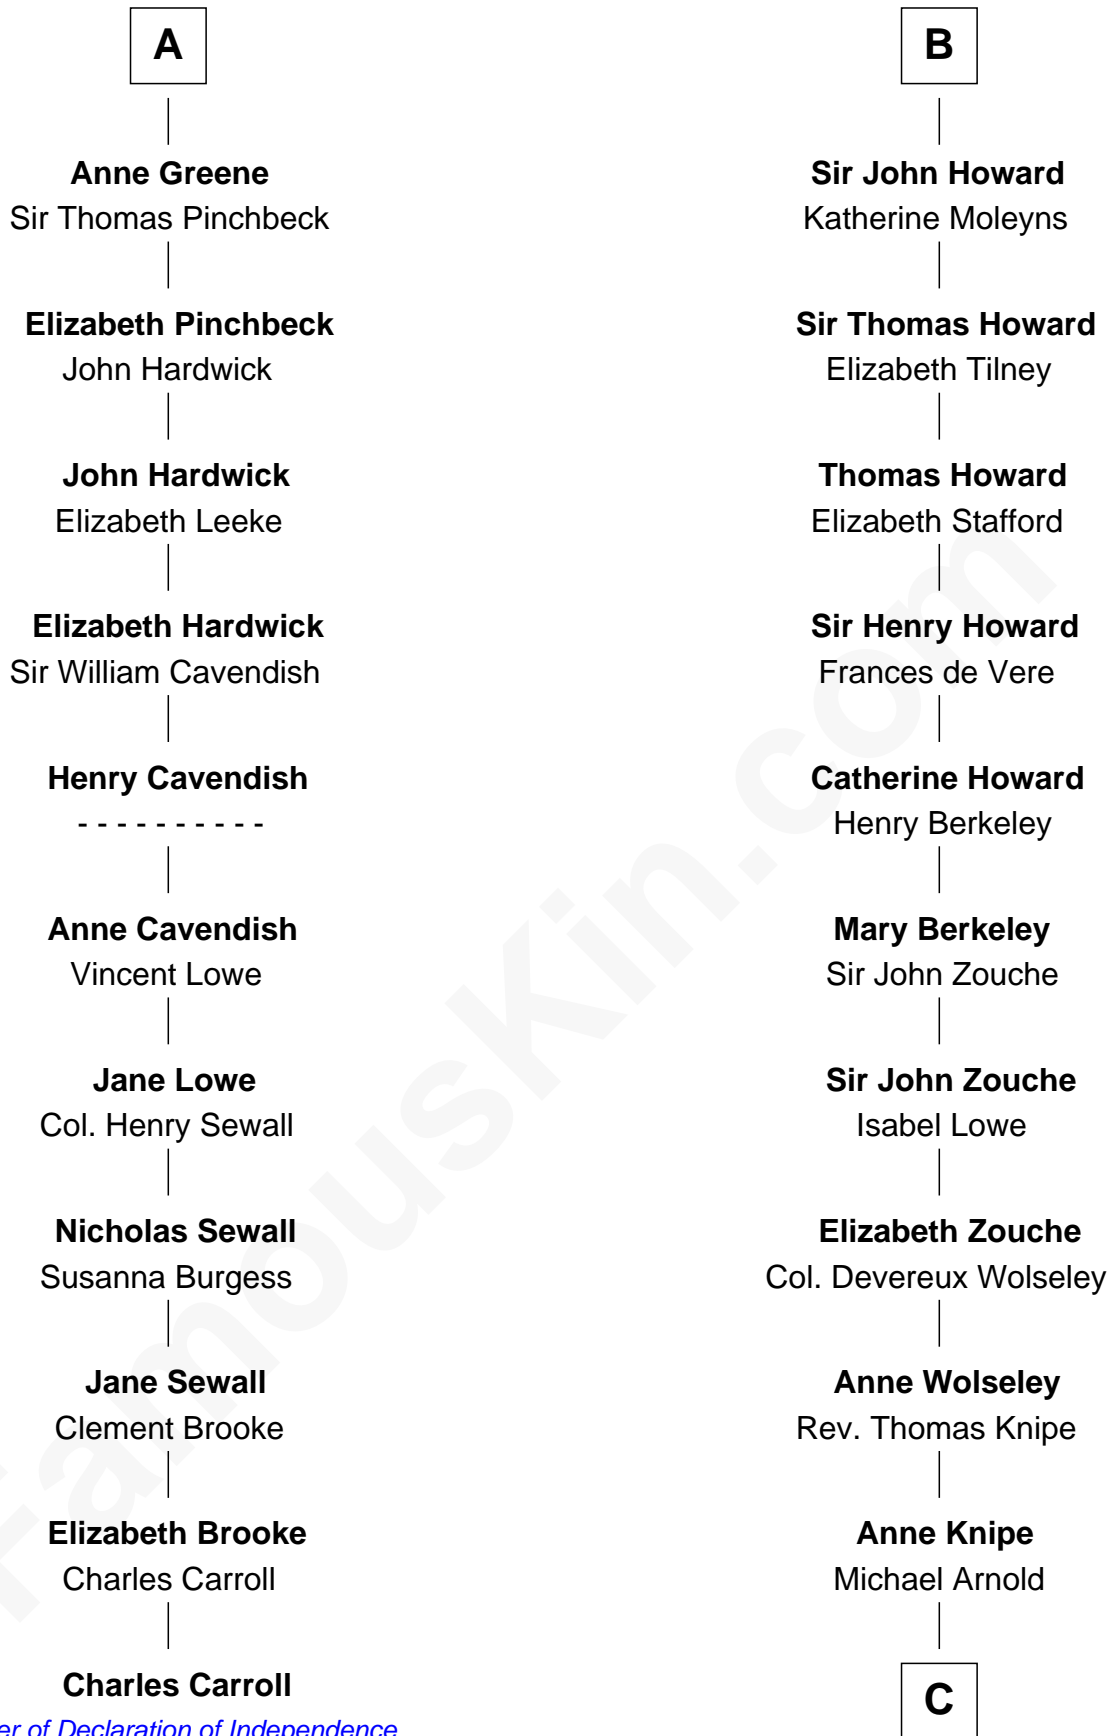 A
Anne Greene
Sir Thomas Pinchbeck
Elizabeth Pinchbeck
John Hardwick
John Hardwick
Elizabeth Leeke
Elizabeth Hardwick
Sir William Cavendish
Henry Cavendish
- - - - - - - - - -
Anne Cavendish
Vincent Lowe
Jane Lowe
Col. Henry Sewall
Nicholas Sewall
Susanna Burgess
Jane Sewall
Clement Brooke
Elizabeth Brooke
Charles Carroll
Charles Carroll
er of Declaration of Independence
B
Sir John Howard
Katherine Moleyns
Sir Thomas Howard
Elizabeth Tilney
Thomas Howard
Elizabeth Stafford
Sir Henry Howard
Frances de Vere
Catherine Howard
Henry Berkeley
Mary Berkeley
Sir John Zouche
Sir John Zouche
Isabel Lowe
Elizabeth Zouche
Col. Devereux Wolseley
Anne Wolseley
Rev. Thomas Knipe
Anne Knipe
Michael Arnold
C
FamousKin.com